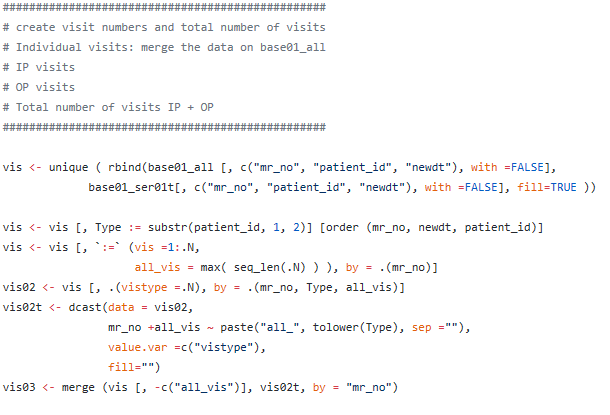 #################################################
# create visit numbers and total number of visits
# Individual visits: merge the data on base01_all
# IP visits
# OP visits
# Total number of visits IP + OP
#################################################
vis <- unique ( rbind(base01_all [, c("mr_no", "patient_id", "newdt"), with =FALSE],
             base01_ser01t[, c("mr_no", "patient_id", "newdt"), with =FALSE], fill=TRUE ))
vis <- vis [, Type := substr(patient_id, 1, 2)] [order (mr_no, newdt, patient_id)]
vis <- vis [, `:=` (vis =1:.N,
                    all_vis = max( seq_len(.N) ) ), by = .(mr_no)]
vis02 <- vis [, .(vistype =.N), by = .(mr_no, Type, all_vis)]
vis02t <- dcast(data = vis02,
                mr_no +all_vis ~ paste("all_", tolower(Type), sep =""),
                value.var =c("vistype"),
                fill="")
vis03 <- merge (vis [, -c("all_vis")], vis02t, by = "mr_no")